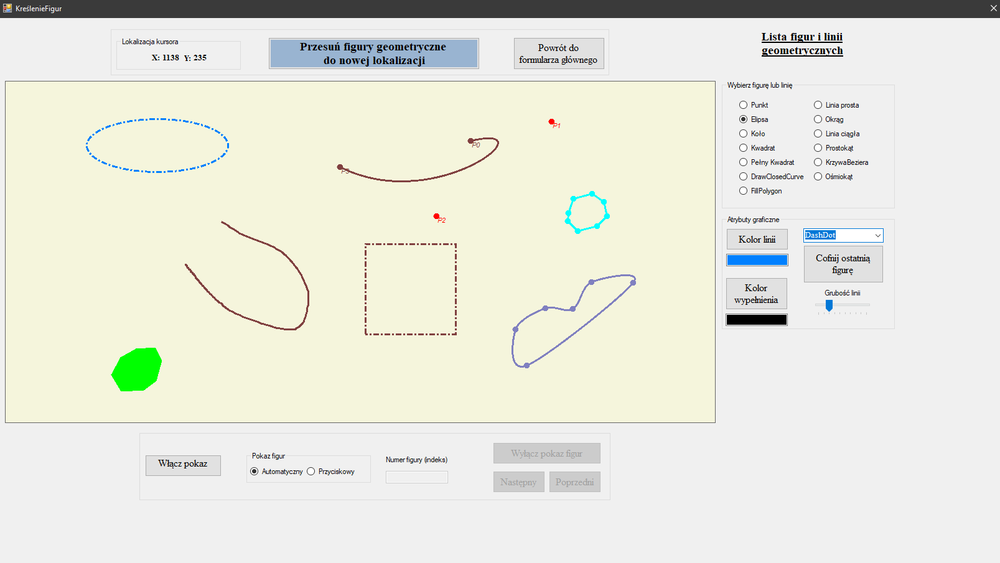 KreślenieFigur
Lokalizacja kursora
X: 1138 Y: 235
Przesuń figury geometryczne
do nowej lokalizacji
Powrót do
formularza głównego
Lista figur i linii
geometrycznych
P0
P1
P2
P3
Wybierz figurę lub linię
Punkt
Linia prosta
Elipsa
Okrąg
Koło
Linia ciągła
Kwadrat
Prostokąt
Pełny Kwadrat
KrzywaBeziera
DrawClosedCurve
Ośmiokąt
FillPolygon
Atrybuty graficzne
Kolor linii
DashDot
Cofnij ostatnią
figurę
Kolor
wypełnienia
Grubość linii
Włącz pokaz
Pokaz figur
Automatyczny
Przyciskowy
Numer figury (indeks)
Wyłącz pokaz figur
Następny
Poprzedni